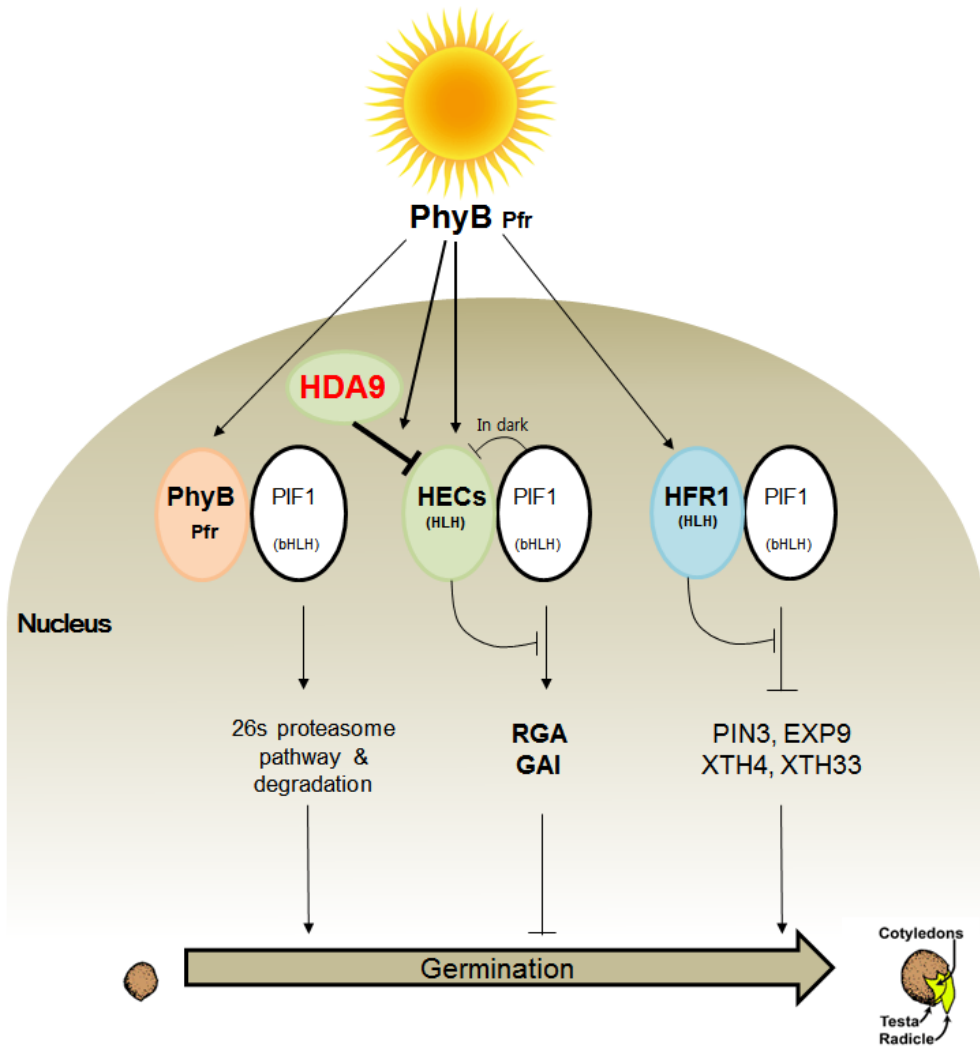 PhyB Pfr
HDA9
In dark
PhyB
Pfr
PIF1
(bHLH)
HECs
(HLH)
PIF1
(bHLH)
HFR1
(HLH)
PIF1
(bHLH)
Nucleus
26s proteasome
pathway &
degradation
RGA
GAI
PIN3, EXP9
XTH4, XTH33
Germination
Cotyledons
Testa
Radicle